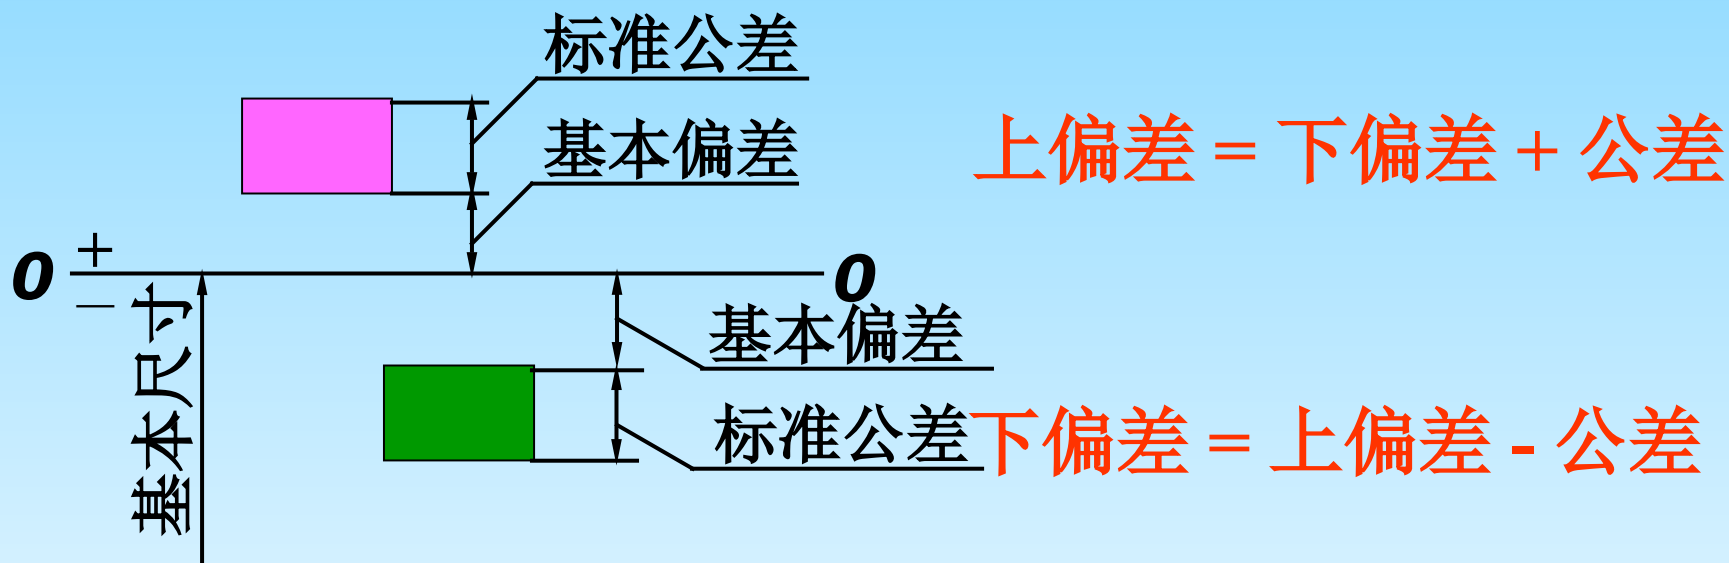 标准公差
基本偏差
上偏差 = 下偏差 + 公差
+
0
0
—
基本尺寸
基本偏差
标准公差
下偏差 = 上偏差 - 公差